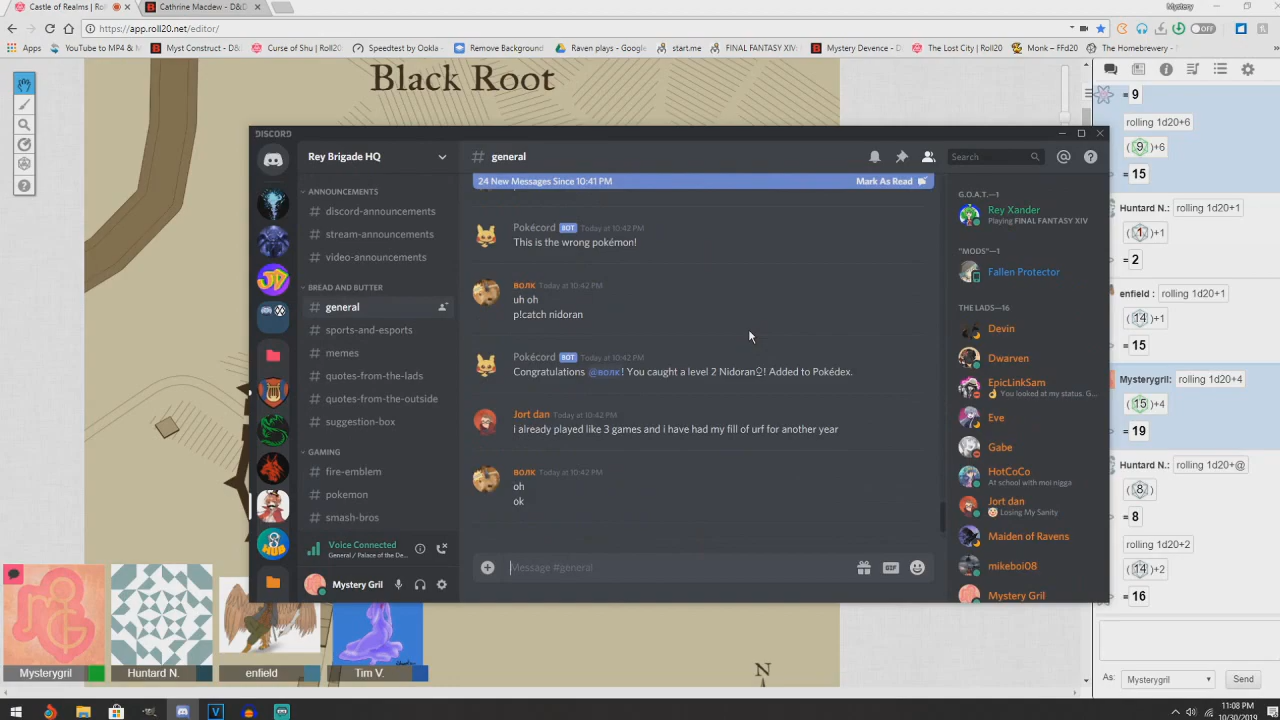 Castle of Realms | Roll20
Cathrine Macdew - D&D
Mystery
https://app.roll20.net/editor/
Apps
YouTube to MP4 &
Myst Construct - D&
Curse of Shu | Roll20
Speedtest by Ookla
Remove Background
Raven plays - Google
start.me
FINAL FANTASY XIV:
Mystery Devence - D
The Lost City | Roll20
Monk – FFd20
The Homebrewery
OFF
Black Root
DISCORD
Rey Brigade HQ
# general
Search
24 New Messages Since 10:41 PM
Mark As Read
ANNOUNCEMENTS
# discord-announcements
# stream-announcements
# video-announcements
BREAD AND BUTTER
# general
# sports-and-esports
# memes
# quotes-from-the-lads
# quotes-from-the-outside
# suggestion-box
GAMING
# fire-emblem
# pokemon
# smash-bros
Voice Connected
General / Palace of the De...
Mystery Gril
Pokécord BOT Today at 10:42 PM
This is the wrong pokémon!
волк Today at 10:42 PM
uh oh
p!catch nidoran
Pokécord BOT Today at 10:42 PM
Congratulations @волк! You caught a level 2 Nidoran♀! Added to Pokédex.
Jort dan Today at 10:42 PM
i already played like 3 games and i have had my fill of urf for another year
волк Today at 10:42 PM
oh
ok
Message #general
GIF
G.O.A.T.—1
Rey Xander
Playing FINAL FANTASY XIV
"MODS"—1
Fallen Protector
THE LADS—16
Devin
Dwarven
EpicLinkSam
You looked at my status. G...
Eve
Gabe
HotCoCo
At school with moi nigga
Jort dan
Losing My Sanity
Maiden of Ravens
mikeboi08
Mystery Gril
= 9
rolling 1d20+6
(9)+6
= 15
Huntard N.: rolling 1d20+1
(1)+1
= 2
enfield : rolling 1d20+1
(14)+1
= 15
Mysterygril: rolling 1d20+4
(15)+4
= 19
Huntard N.: rolling 1d20+@
(8)
= 8
rolling 1d20+2
(14)+2
= 16
As: Mysterygril
Send
Mysterygril
Huntard N.
enfield
Tim V.
N
11:08 PM
10/30/2019